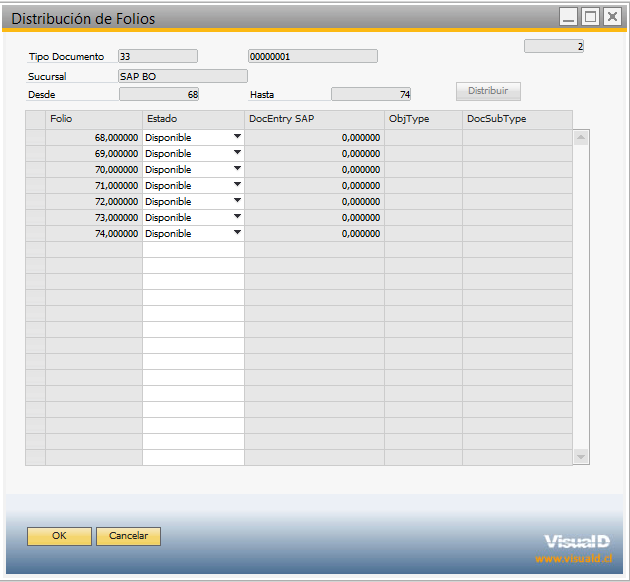 Distribución de Folios
2
Tipo Documento 33 00000001
Sucursal SAP BO
Desde 68 Hasta 74 Distribuir
Folio Estado DocEntry SAP ObjType DocSubType
68,000000 Disponible 0,000000
69,000000 Disponible 0,000000
70,000000 Disponible 0,000000
71,000000 Disponible 0,000000
72,000000 Disponible 0,000000
73,000000 Disponible 0,000000
74,000000 Disponible 0,000000
OK Cancelar
VisualD
www.visuald.cl